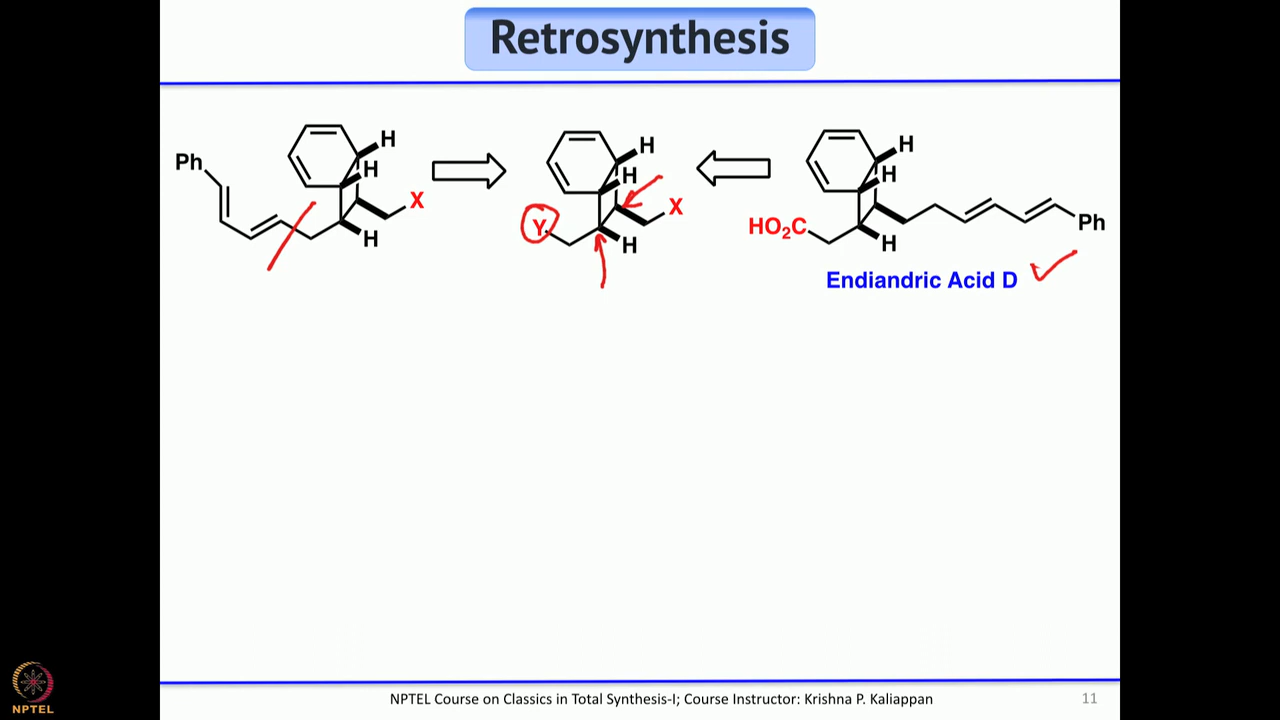 Retrosynthesis
Ph
H
H
X
H
H
H
X
Y
H
H
H
HO2C
H
Ph
Endiandric Acid D
NPTEL
NPTEL Course on Classics in Total Synthesis-I; Course Instructor: Krishna P. Kaliappan
11